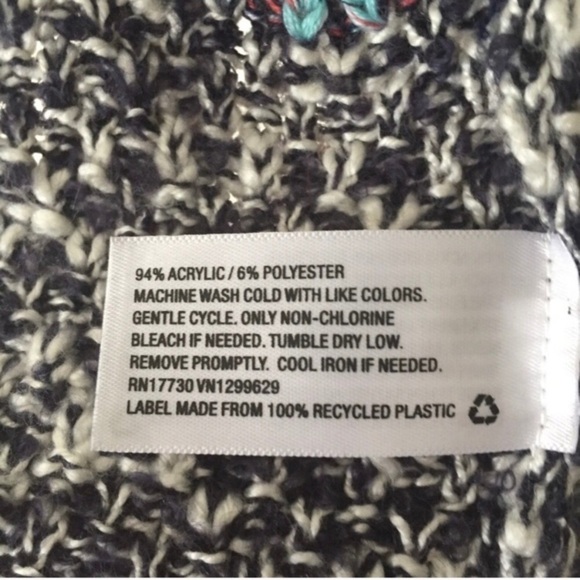 94% ACRYLIC / 6% POLYESTER
MACHINE WASH COLD WITH LIKE COLORS.
GENTLE CYCLE. ONLY NON-CHLORINE
BLEACH IF NEEDED. TUMBLE DRY LOW.
REMOVE PROMPTLY. COOL IRON IF NEEDED.
RN17730 VN1299629
LABEL MADE FROM 100% RECYCLED PLASTIC